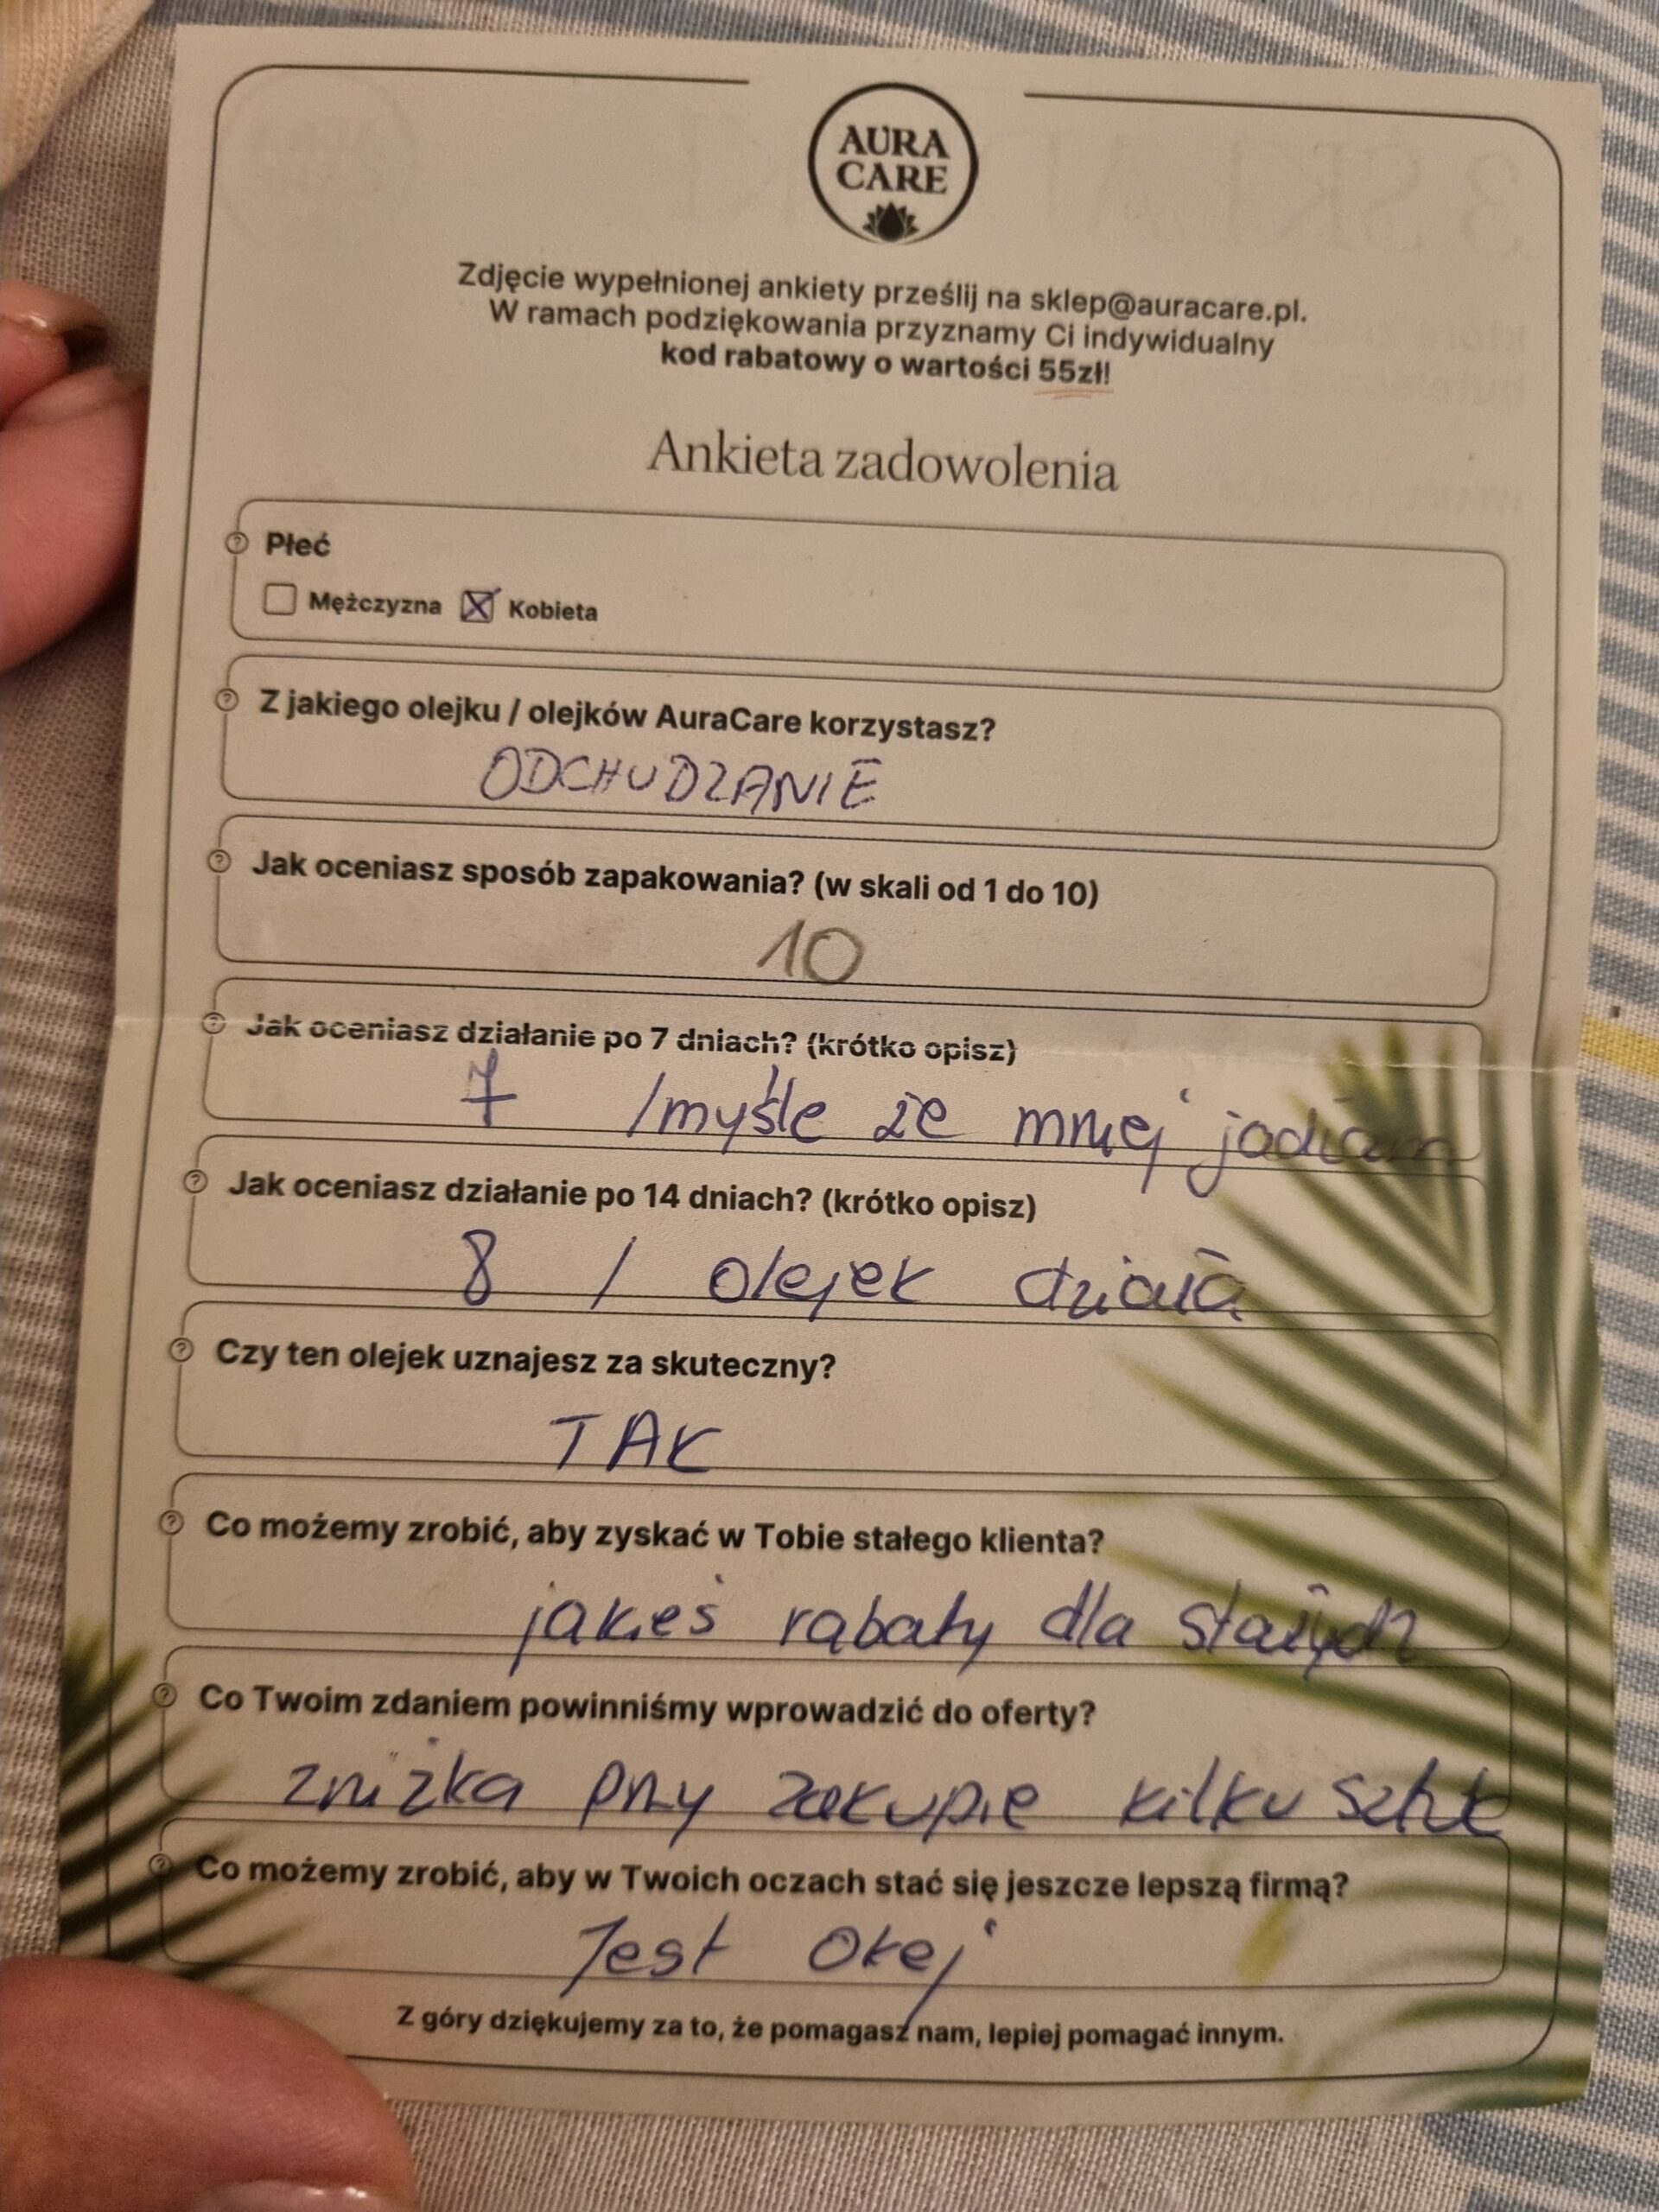 AURA
CARE
Zdjęcie wypełnionej ankiety prześlij na sklep@auracare.pl.
W ramach podziękowania przyznamy Ci indywidualny
kod rabatowy o wartości 55zł!
Ankieta zadowolenia
Płeć
Mężczyzna Kobieta
Z jakiego olejku / olejków AuraCare korzystasz?
ODCHUDZANIE
Jak oceniasz sposób zapakowania? (w skali od 1 do 10)
10
Jak oceniasz działanie po 7 dniach? (krótko opisz)
7 /myśle że mniej jadłam
Jak oceniasz działanie po 14 dniach? (krótko opisz)
8 / olejek działa
Czy ten olejek uznajesz za skuteczny?
TAK
Co możemy zrobić, aby zyskać w Tobie stałego klienta?
jakieś rabaty dla stałych
Co Twoim zdaniem powinniśmy wprowadzić do oferty?
zniżka przy zakupie kilku sztuk
Co możemy zrobić, aby w Twoich oczach stać się jeszcze lepszą firmą?
Jest okej
Z góry dziękujemy za to, że pomagasz nam, lepiej pomagać innym.